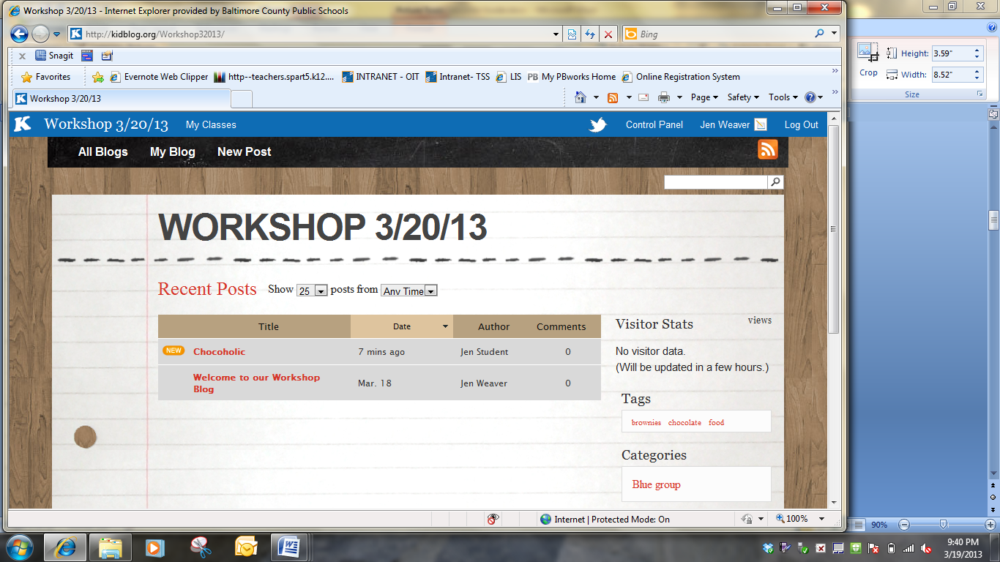 Workshop 3/20/13 - Internet Explorer provided by Baltimore County Public Schools
http://kidblog.org/Workshop32013/
Bing
x Snagit
Favorites Evernote Web Clipper http--teachers.spart5.k12.... INTRANET - OIT Intranet- TSS LIS PB My PBworks Home Online Registration System
Workshop 3/20/13
Page Safety Tools
Crop
Height: 3.59"
Width: 8.52"
Size
K Workshop 3/20/13 My Classes Control Panel Jen Weaver Log Out
All Blogs My Blog New Post
WORKSHOP 3/20/13
Recent Posts Show 25 posts from Any Time
Title Date Author Comments
NEW Chocoholic 7 mins ago Jen Student 0
Welcome to our Workshop
Blog
Mar. 18 Jen Weaver 0
Visitor Stats views
No visitor data.
(Will be updated in a few hours.)
Tags
brownies chocolate food
Categories
Blue group
Internet | Protected Mode: On
100%
90%
9:40 PM
3/19/2013